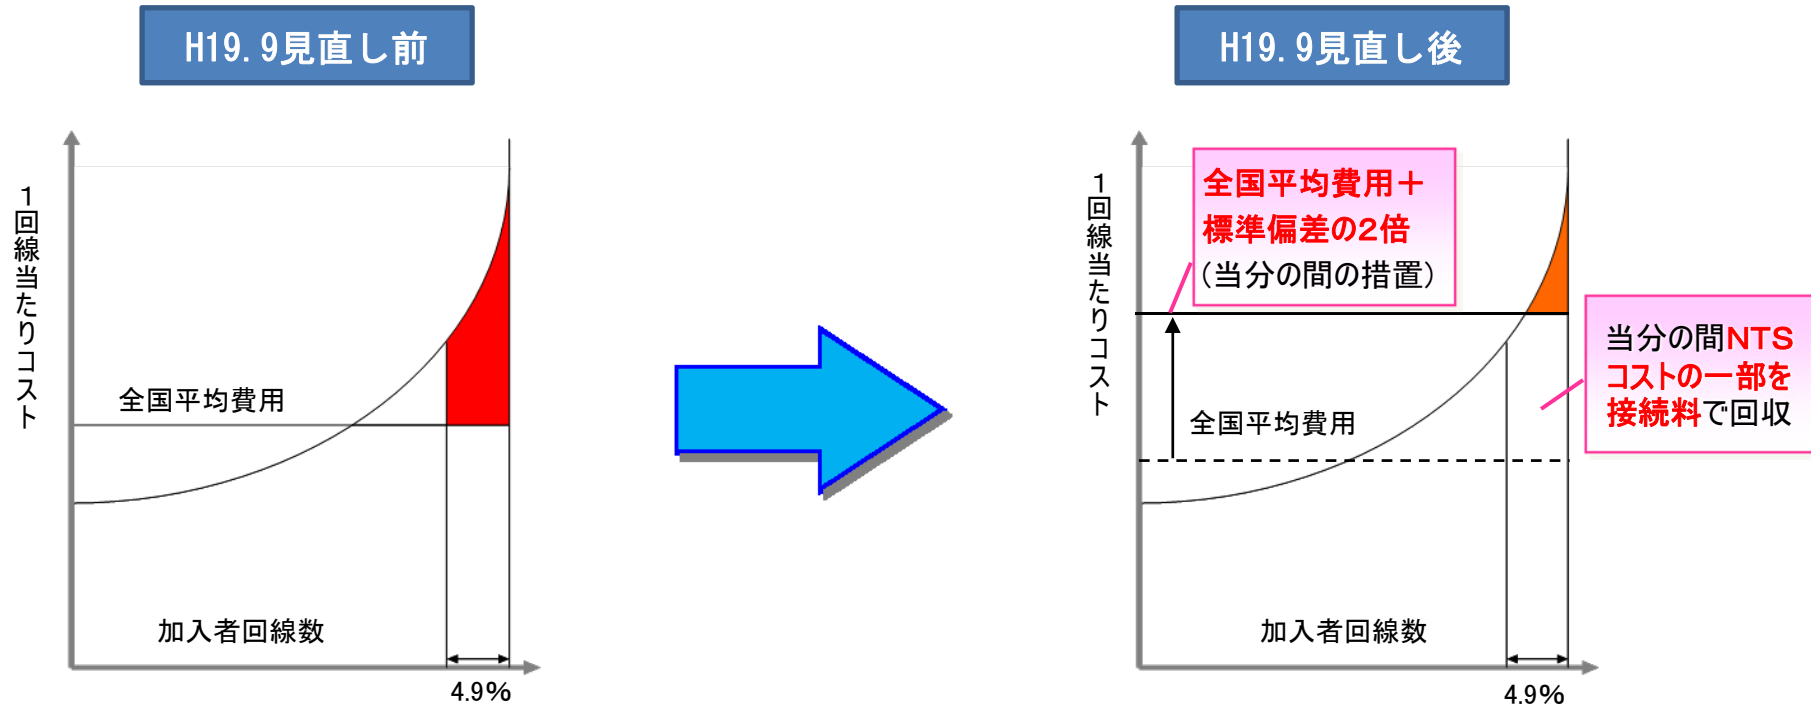 H19.9見直し前
1回線当たりコスト
全国平均費用
加入者回線数
4.9%
H19.9見直し後
1回線当たりコスト
全国平均費用＋
標準偏差の2倍
（当分の間の措置）
全国平均費用
当分の間NTS
コストの一部を
接続料で回収
加入者回線数
4.9%